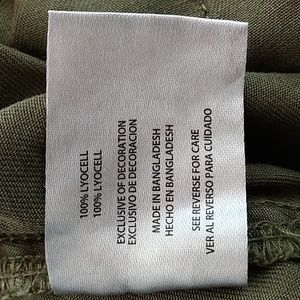 100% LYOCELL
100% LYOCELL
EXCLUSIVE OF DECORATION
EXCLUSIVO DE DECORACION
MADE IN BANGLADESH
HECHO EN BANGLADESH
SEE REVERSE FOR CARE
VER AL REVERSO PARA CUIDADO